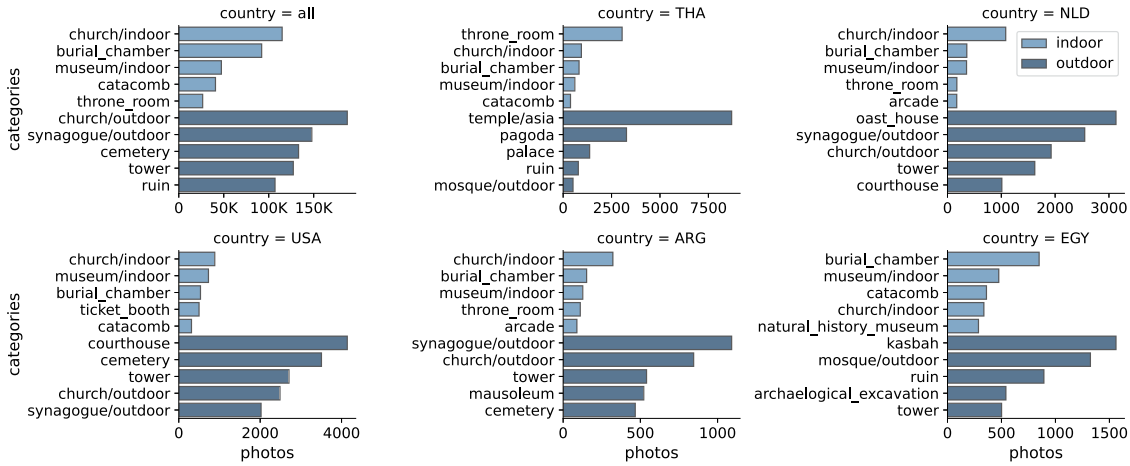 country = all
categories
church/indoor
burial_chamber
museum/indoor
catacomb
throne_room
church/outdoor
synagogue/outdoor
cemetery
tower
ruin
0 50K 100K 150K
country = THA
throne_room
church/indoor
burial_chamber
museum/indoor
catacomb
temple/asia
pagoda
palace
ruin
mosque/outdoor
0 2500 5000 7500
country = NLD
church/indoor
burial_chamber
museum/indoor
throne_room
arcade
oast_house
synagogue/outdoor
church/outdoor
tower
courthouse
indoor
outdoor
0 1000 2000 3000
country = USA
categories
church/indoor
museum/indoor
burial_chamber
ticket_booth
catacomb
courthouse
cemetery
tower
church/outdoor
synagogue/outdoor
0 2000 4000
photos
country = ARG
church/indoor
burial_chamber
museum/indoor
throne_room
arcade
synagogue/outdoor
church/outdoor
tower
mausoleum
cemetery
0 500 1000
photos
country = EGY
burial_chamber
museum/indoor
catacomb
church/indoor
natural_history_museum
kasbah
mosque/outdoor
ruin
archaelogical_excavation
tower
0 500 1000 1500
photos